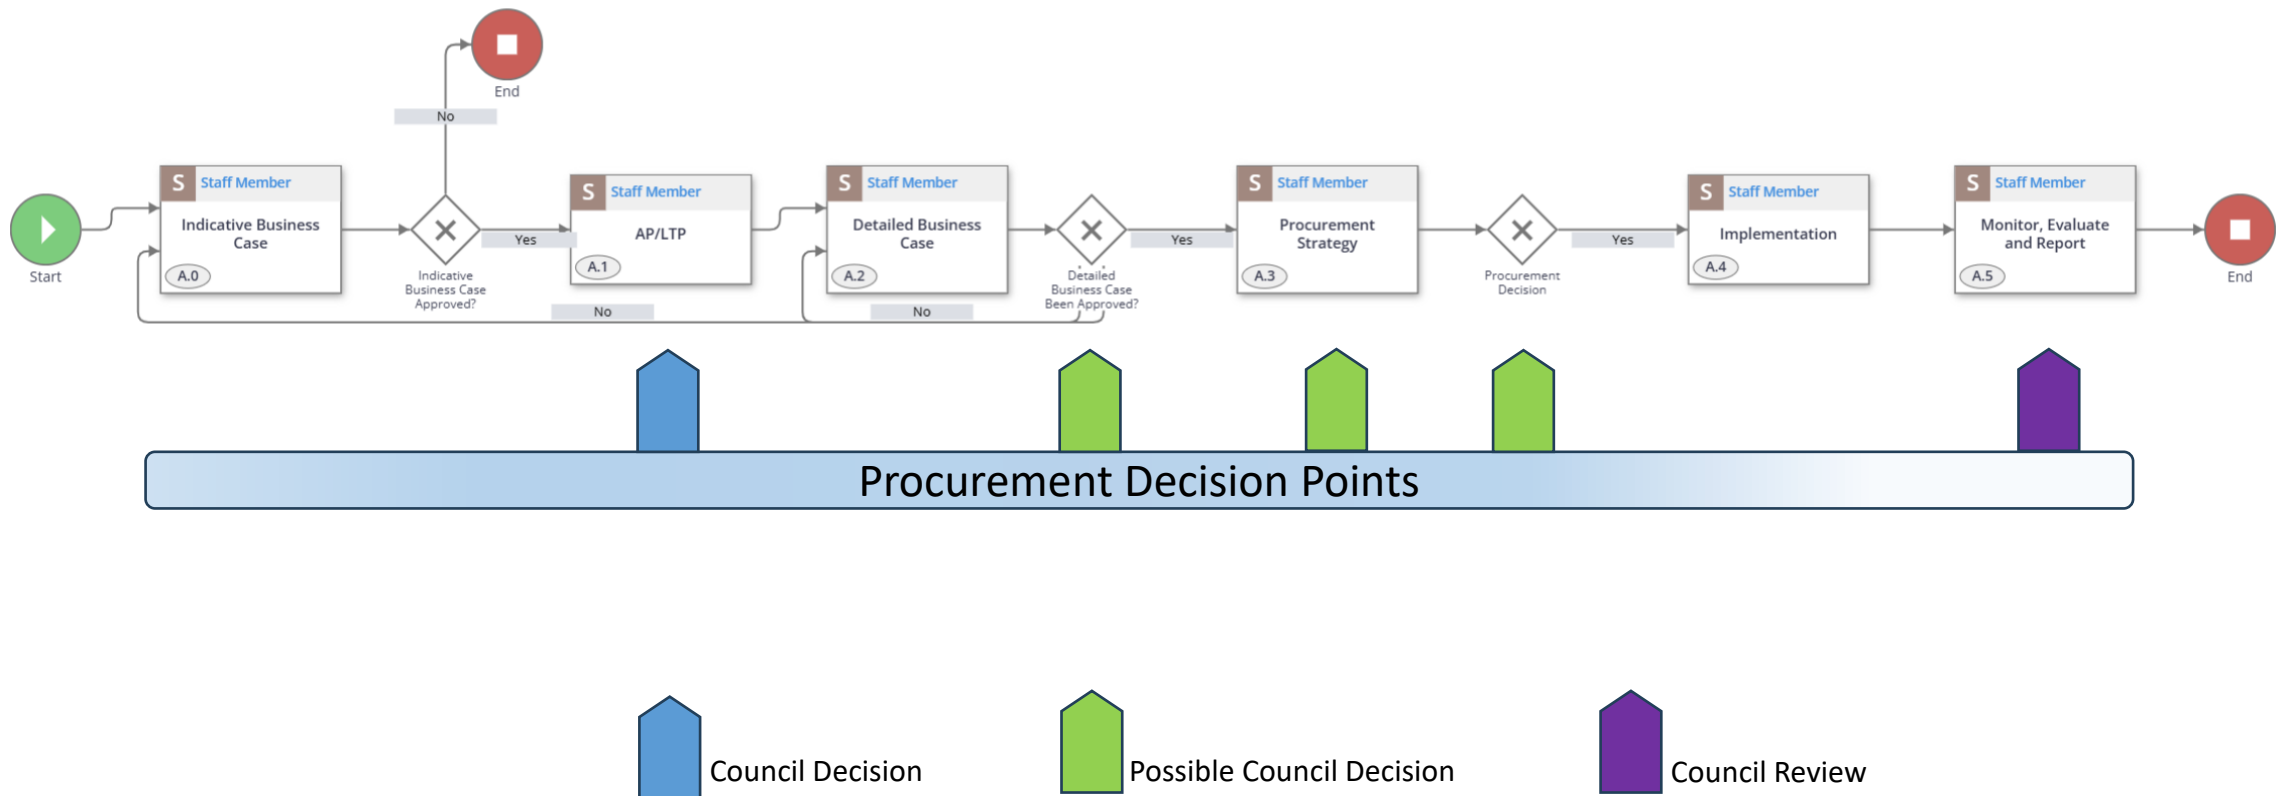 End
No
S Staff Member
Indicative Business
Case
A.0
Start
Indicative
Business Case
Approved?
Yes
S Staff Member
AP/LTP
A.1
No
S Staff Member
Detailed Business
Case
A.2
No
Detailed
Business Case
Been Approved?
Yes
S Staff Member
Procurement
Strategy
A.3
Procurement
Decision
Yes
S Staff Member
Implementation
A.4
S Staff Member
Monitor, Evaluate
and Report
A.5
End
Procurement Decision Points
Council Decision
Possible Council Decision
Council Review